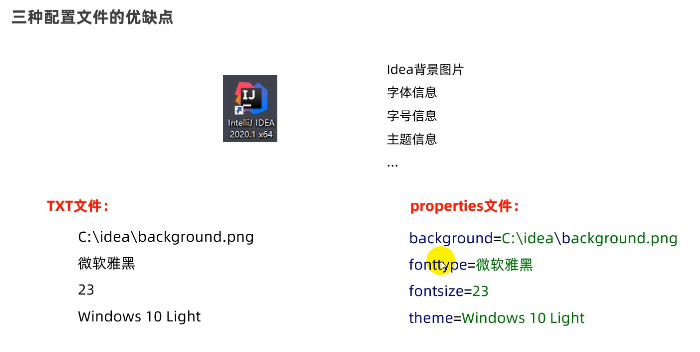 三种配置文件的优缺点
IJ
IntelliJ IDEA
2020.1 x64
Idea背景图片
字体信息
字号信息
主题信息
...
TXT文件：
C:\idea\background.png
微软雅黑
23
Windows 10 Light
properties文件：
background=C:\idea\background.png
fonttype=微软雅黑
fontsize=23
theme=Windows 10 Light